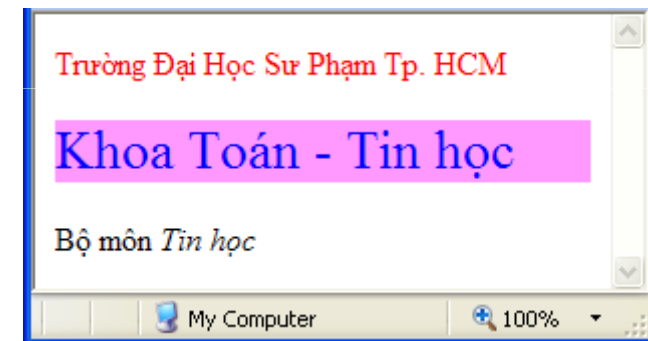 Trường Đại Học Sư Phạm Tp. HCM
Khoa Toán - Tin học
Bộ môn Tin học
My Computer 100%